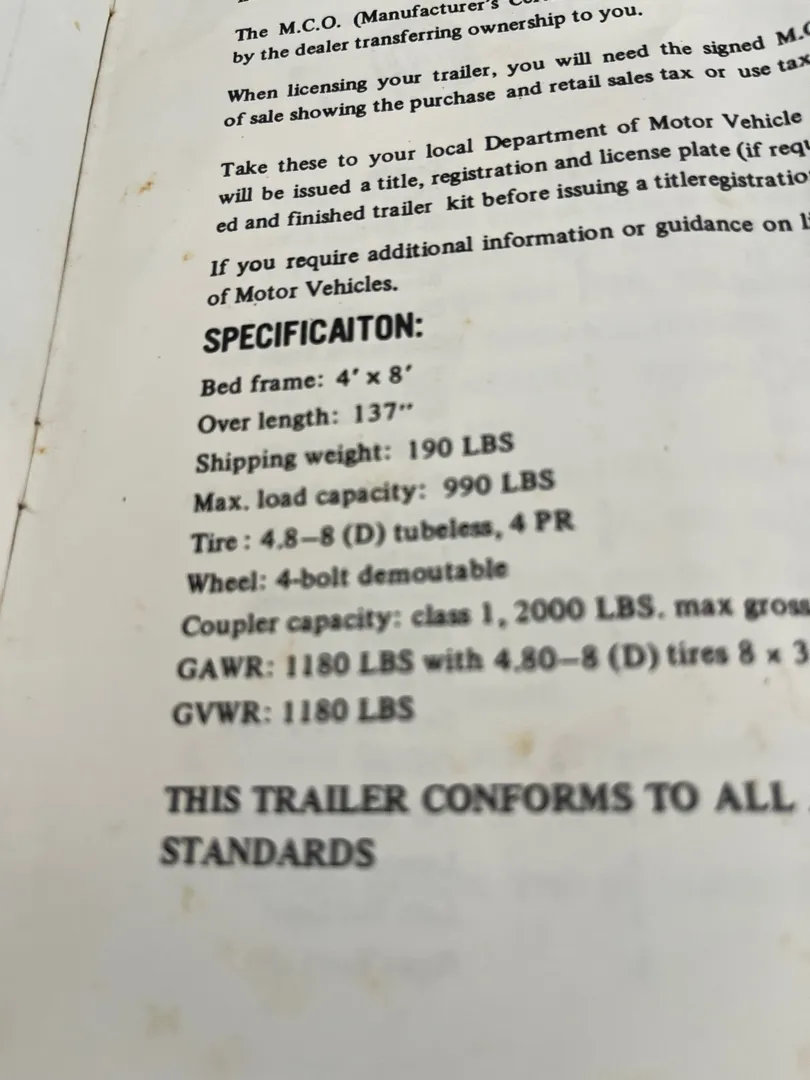 The M.C.O. (Manufacturer's
by the dealer transferring ownership to you.
When licensing your trailer, you will need the signed
of sale showing the purchase and retail sales tax or use tax
Take these to your local Department of Motor Vehicle
will be issued a title, registration and license plate (if
ed and finished trailer kit before issuing a titleregistratio
If you require additional information or guidance on
of Motor Vehicles.
SPECIFICAITON:
Bed frame: 4' x 8'
Over length: 137"
Shipping weight: 190 LBS
Max. load capacity: 990 LBS
Tire : 4.8–8 (D) tubeless, 4 PR
Wheel: 4-bolt demoutable
Coupler capacity: class 1, 2000 LBS. max gross
GAWR: 1180 LBS with 4.80–8 (D) tires 8 x 3
GVWR: 1180 LBS
THIS TRAILER CONFORMS TO ALL
STANDARDS